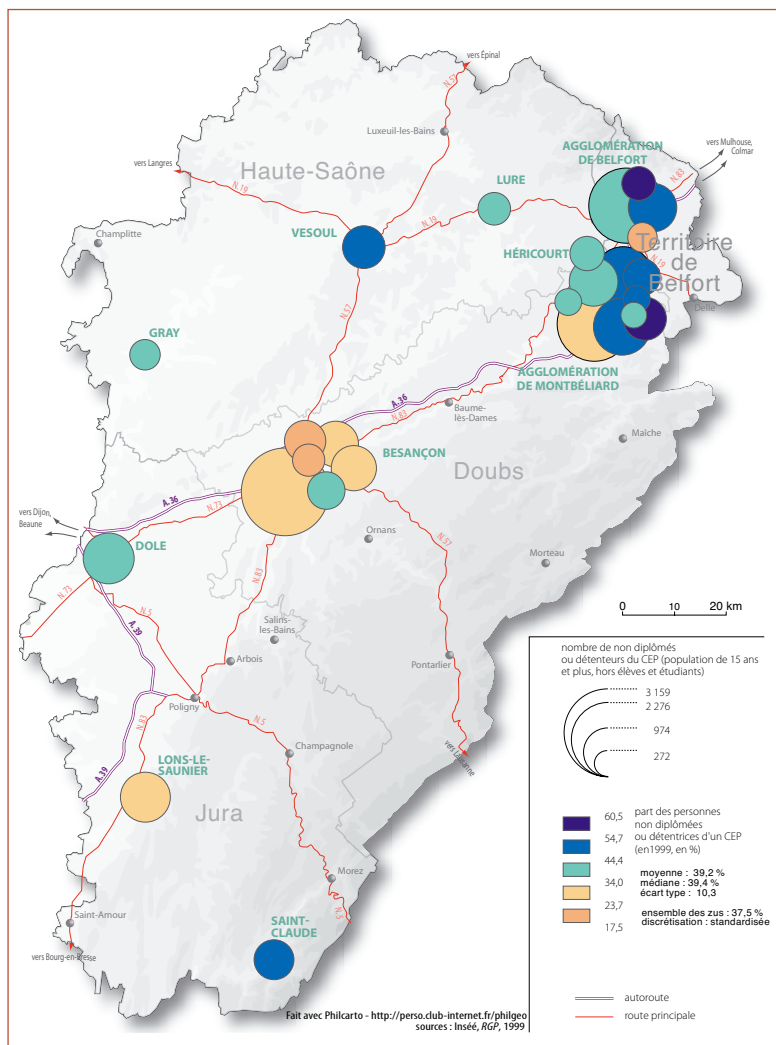 vers Épinal
N.57
Luxeuil-les-Bains
AGGLOMÉRATION
DE BELFORT
vers Mulhouse,
Colmar
vers Langres
Haute-Saône
N.83
LURE
N.19
N.19
VESOUL
Champlitte
HÉRICOURT
Territoire
de
Belfort
N.19
Delle
N.57
GRAY
AGGLOMÉRATION
DE MONTBÉLIARD
A.36
N.83
Baume-
lès-Dames
Maîche
BESANÇON
Doubs
A.36
N.73
vers Dijon,
Beaune
Ornans
N.57
DOLE
Morteau
N.83
N.73
N.5
0 10 20 km
A.39
Salins-
les-Bains
Arbois
Pontarlier
Poligny
N.83
N.5
vers Lausanne
Champagnole
A.39
LONS-LE-
SAUNIER
Jura
Morez
N.5
Saint-Amour
SAINT-
CLAUDE
vers Bourg-en-Bresse
nombre de non diplômés
ou détenteurs du CEP (population de 15 ans
et plus, hors élèves et étudiants)
3 159
2 276
974
272
60,5
part des personnes
non diplômées
54,7
ou détentrices d'un CEP
(en1999, en %)
44,4
moyenne : 39,2 %
34,0
médiane : 39,4 %
écart type : 10,3
23,7
ensemble des zus : 37,5 %
17,5
discrétisation : standardisée
autoroute
route principale
Fait avec Philcarto - http://perso.club-internet.fr/philgeo
sources : Inséé, RGP, 1999